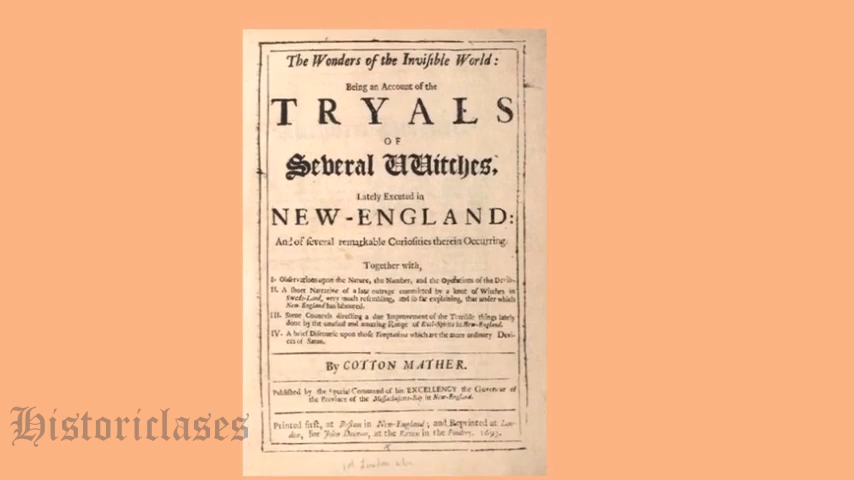 The Wonders of the Inviſible World:
Being an Account of the
TRYALS
OF
Several UUitches,
Lately Excuted in
NEW-ENGLAND:
And of ſeveral remarkable Curioſities therein Occurring.
Together with,
I. Obſervations upon the Nature, the Number, and the Operations of the Devils.
II. A ſhort Narrative of a late outrage committed by a knot of Witches in
Swede-Land, very much reſembling, and ſo far explaining, that under which
New-England has laboured.
III. Some Councels directing a due Improvement of the Terrible things lately
done by the unuſual and amazing Range of Evil-Spirits in New-England.
IV. A brief Diſcourſe upon thoſe Temptations which are the more ordinary Devi-
ces of Satan.
By COTTON MATHER.
Publiſhed by the Special Command of his EXCELLENCY the Governor of
the Province of the Maſſachuſetts-Bay in New-England.
Printed firſt, at Boſton in New-England; and Reprinted at Lon-
don, for John Dunton, at the Raven in the Poultry. 1693.
1st London
Historiclases